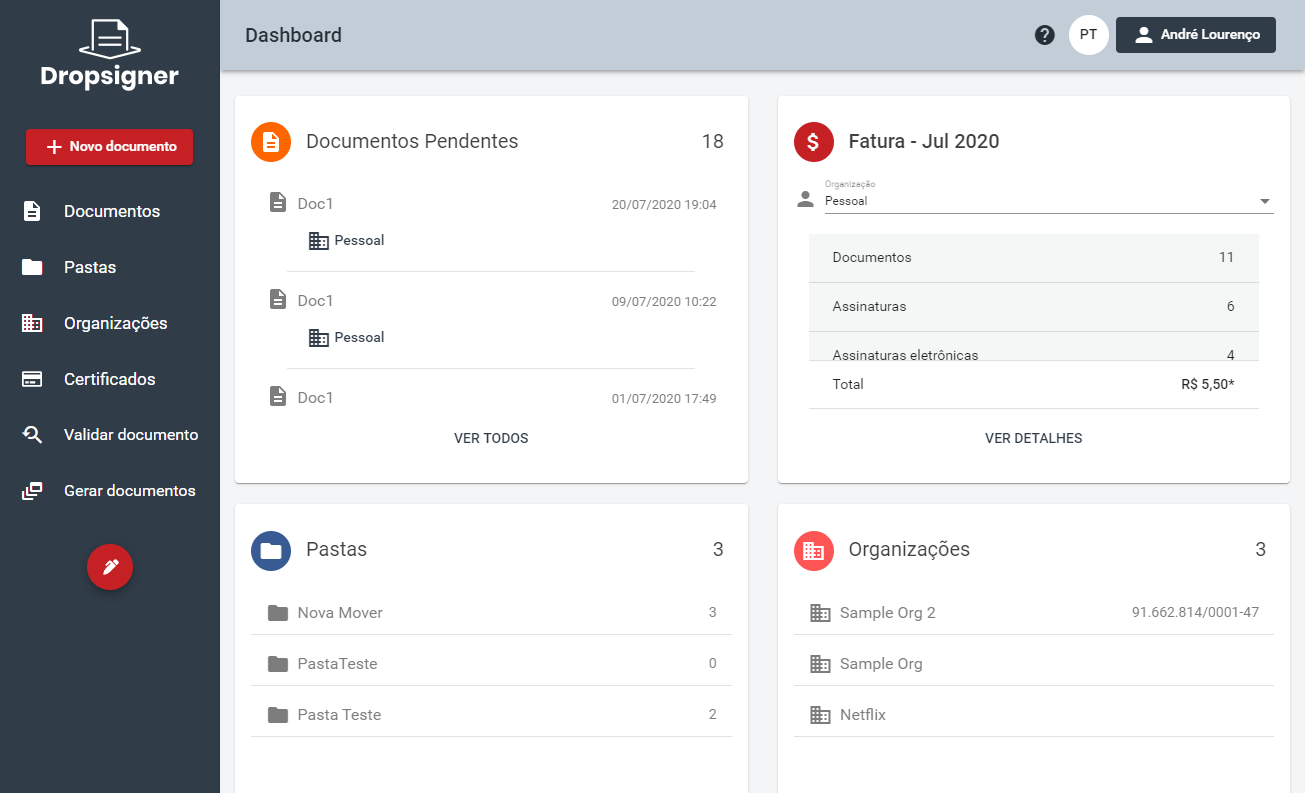 Dropsigner
Novo documento
Documentos
Pastas
Organizações
Certificados
Validar documento
Gerar documentos
Dashboard
? PT André Lourenço
Documentos Pendentes 18
Doc1 20/07/2020 19:04
Pessoal
Doc1 09/07/2020 10:22
Pessoal
Doc1 01/07/2020 17:49
VER TODOS
$ Fatura - Jul 2020
Organização
Pessoal
Documentos 11
Assinaturas 6
Assinaturas eletrônicas 4
Total R$ 5,50*
VER DETALHES
Pastas 3
Nova Mover 3
PastaTeste 0
Pasta Teste 2
Organizações 3
Sample Org 2 91.662.814/0001-47
Sample Org
Netflix